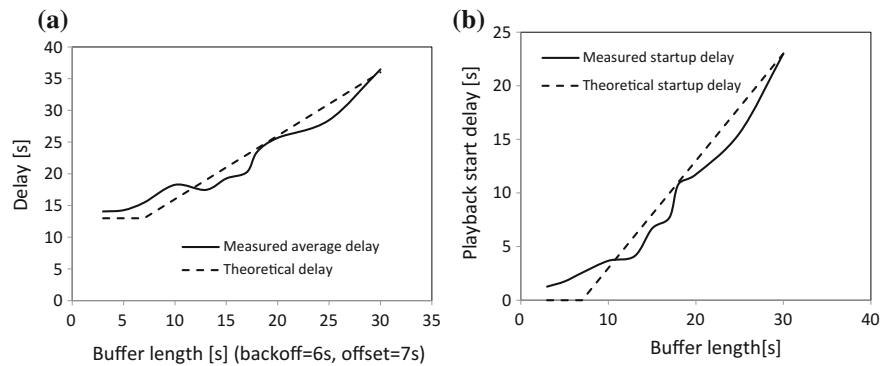 (a)
40
35
30
25
20
15
10
5
0
Delay [s]
Measured average delay
Theoretical delay
0 5 10 15 20 25 30 35
Buffer length [s] (backoff=6s, offset=7s)
(b)
25
20
15
10
5
0
Playback start delay [s]
Measured startup delay
Theoretical startup delay
0 10 20 30 40
Buffer length[s]